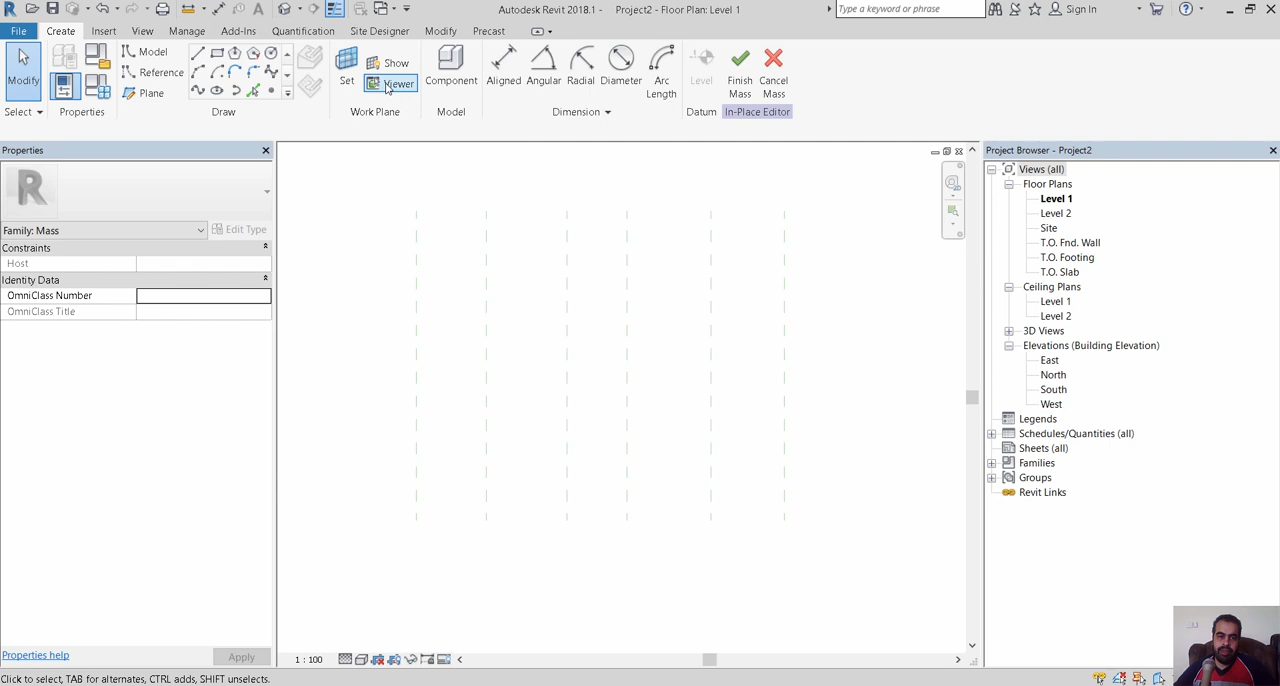 Autodesk Revit 2018.1 - Project2 - Floor Plan: Level 1
Type a keyword or phrase
Sign In
File Create Insert View Manage Add-Ins Quantification Site Designer Modify Precast
Modify
Model
Reference
Plane
Set
Show
Viewer
Component
Aligned Angular Radial Diameter Arc Length
Level
Finish Mass
Cancel Mass
Select Properties Draw Work Plane Model Dimension Datum In-Place Editor
Properties
Family: Mass
Edit Type
Constraints
Host
Identity Data
OmniClass Number
OmniClass Title
Properties help
Apply
Project Browser - Project2
Views (all)
Floor Plans
Level 1
Level 2
Site
T.O. Fnd. Wall
T.O. Footing
T.O. Slab
Ceiling Plans
Level 1
Level 2
3D Views
Elevations (Building Elevation)
East
North
South
West
Legends
Schedules/Quantities (all)
Sheets (all)
Families
Groups
Revit Links
1 : 100
Click to select, TAB for alternates, CTRL adds, SHIFT unselects.